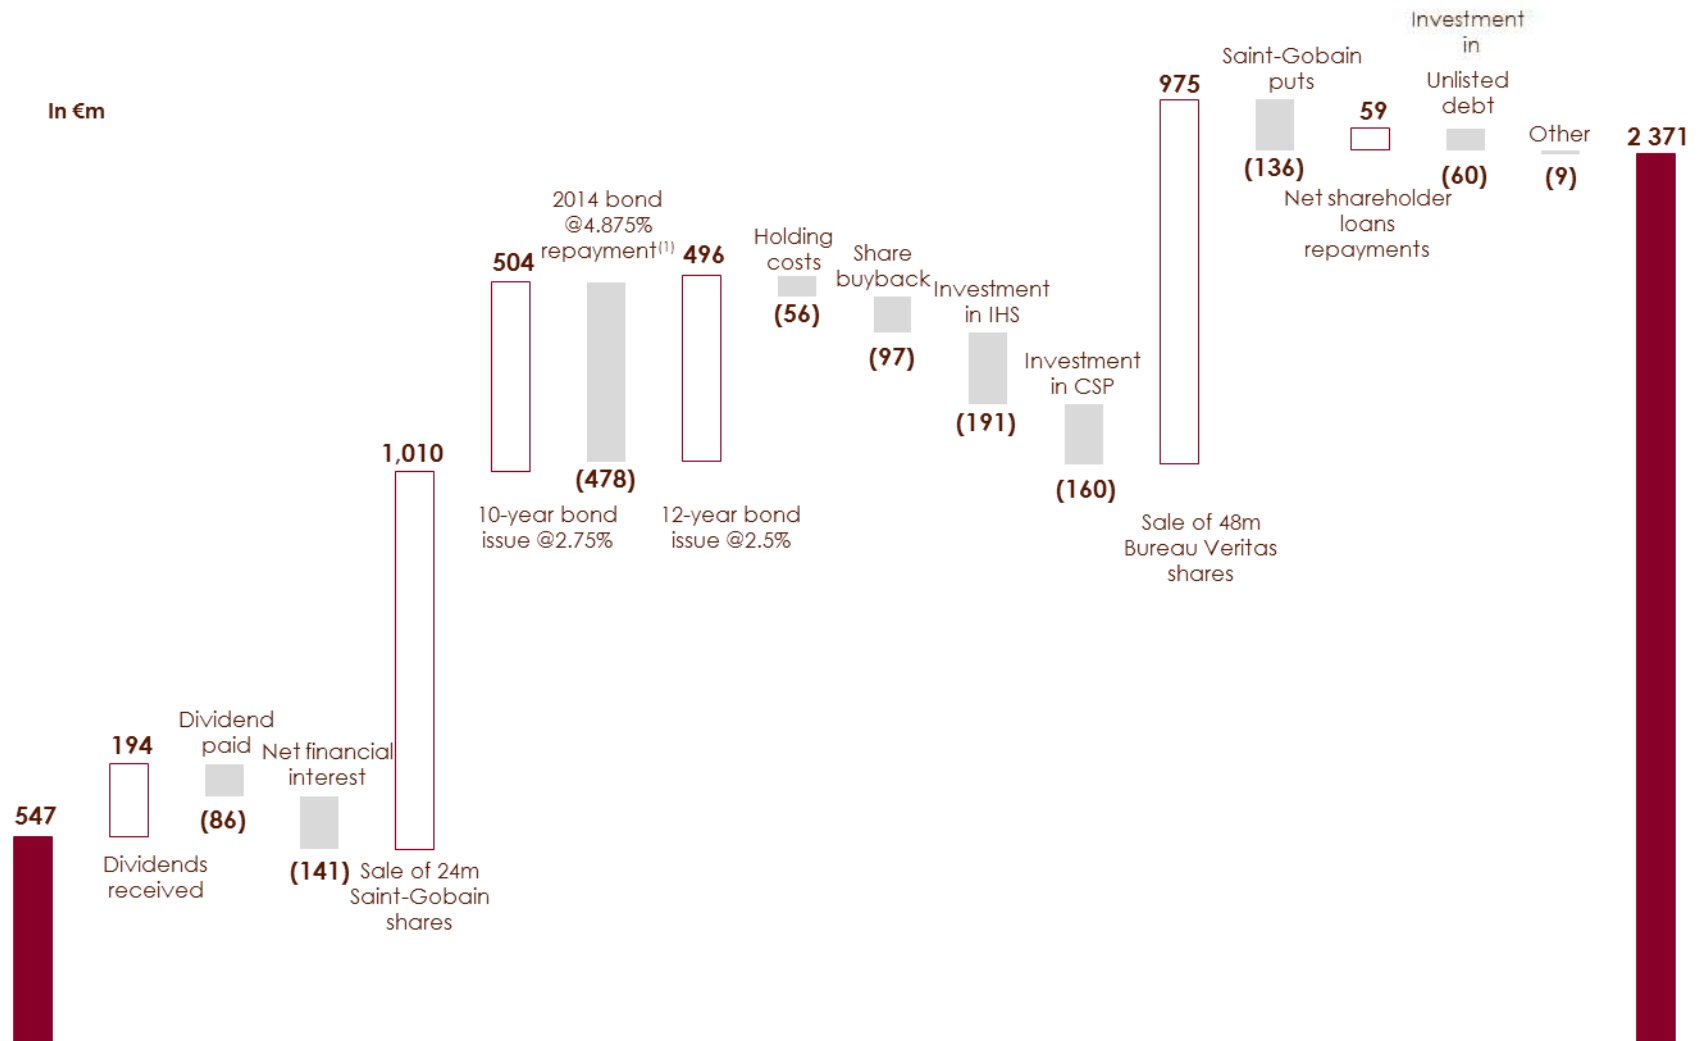 In €m
547
194
Dividends
received
Dividend
paid
(86)
Net financial
interest
(141)
1,010
Sale of 24m
Saint-Gobain
shares
504
10-year bond
issue @2.75%
2014 bond
@4.875%
repayment(1)
(478)
496
12-year bond
issue @2.5%
Holding
costs
(56)
Share
buyback
(97)
Investment
in IHS
(191)
Investment
in CSP
(160)
975
Sale of 48m
Bureau Veritas
shares
Saint-Gobain
puts
(136)
59
Net shareholder
loans
repayments
Investment
in
Unlisted
debt
(60)
Other
(9)
2 371